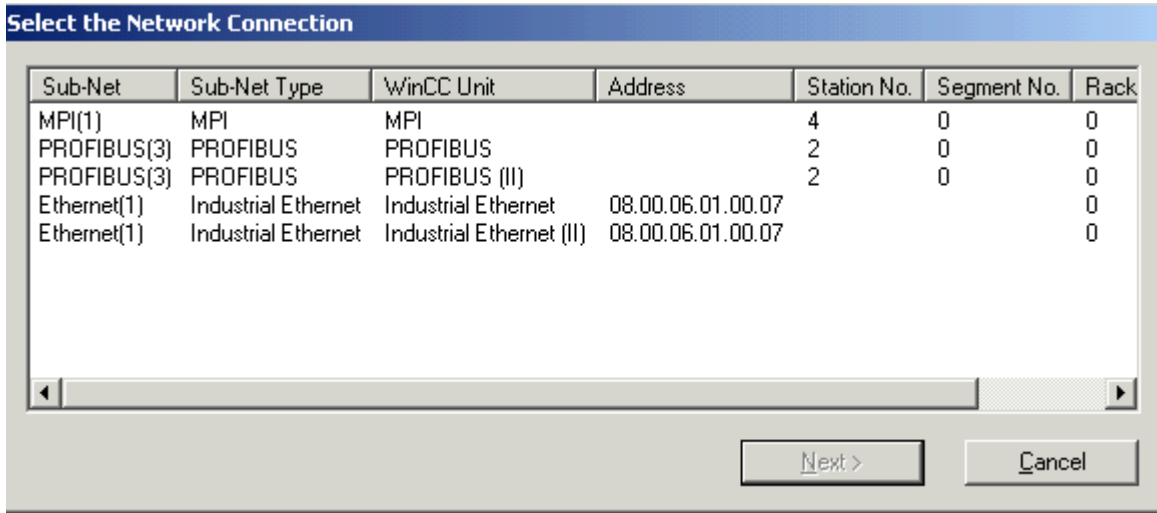 Select the Network Connection
Sub-Net Sub-Net Type WinCC Unit Address Station No. Segment No. Rack
MPI(1) MPI MPI 4 0 0
PROFIBUS(3) PROFIBUS PROFIBUS 2 0 0
PROFIBUS(3) PROFIBUS PROFIBUS (II) 2 0 0
Ethernet(1) Industrial Ethernet Industrial Ethernet 08.00.06.01.00.07 0
Ethernet(1) Industrial Ethernet Industrial Ethernet (II) 08.00.06.01.00.07 0
Next > Cancel